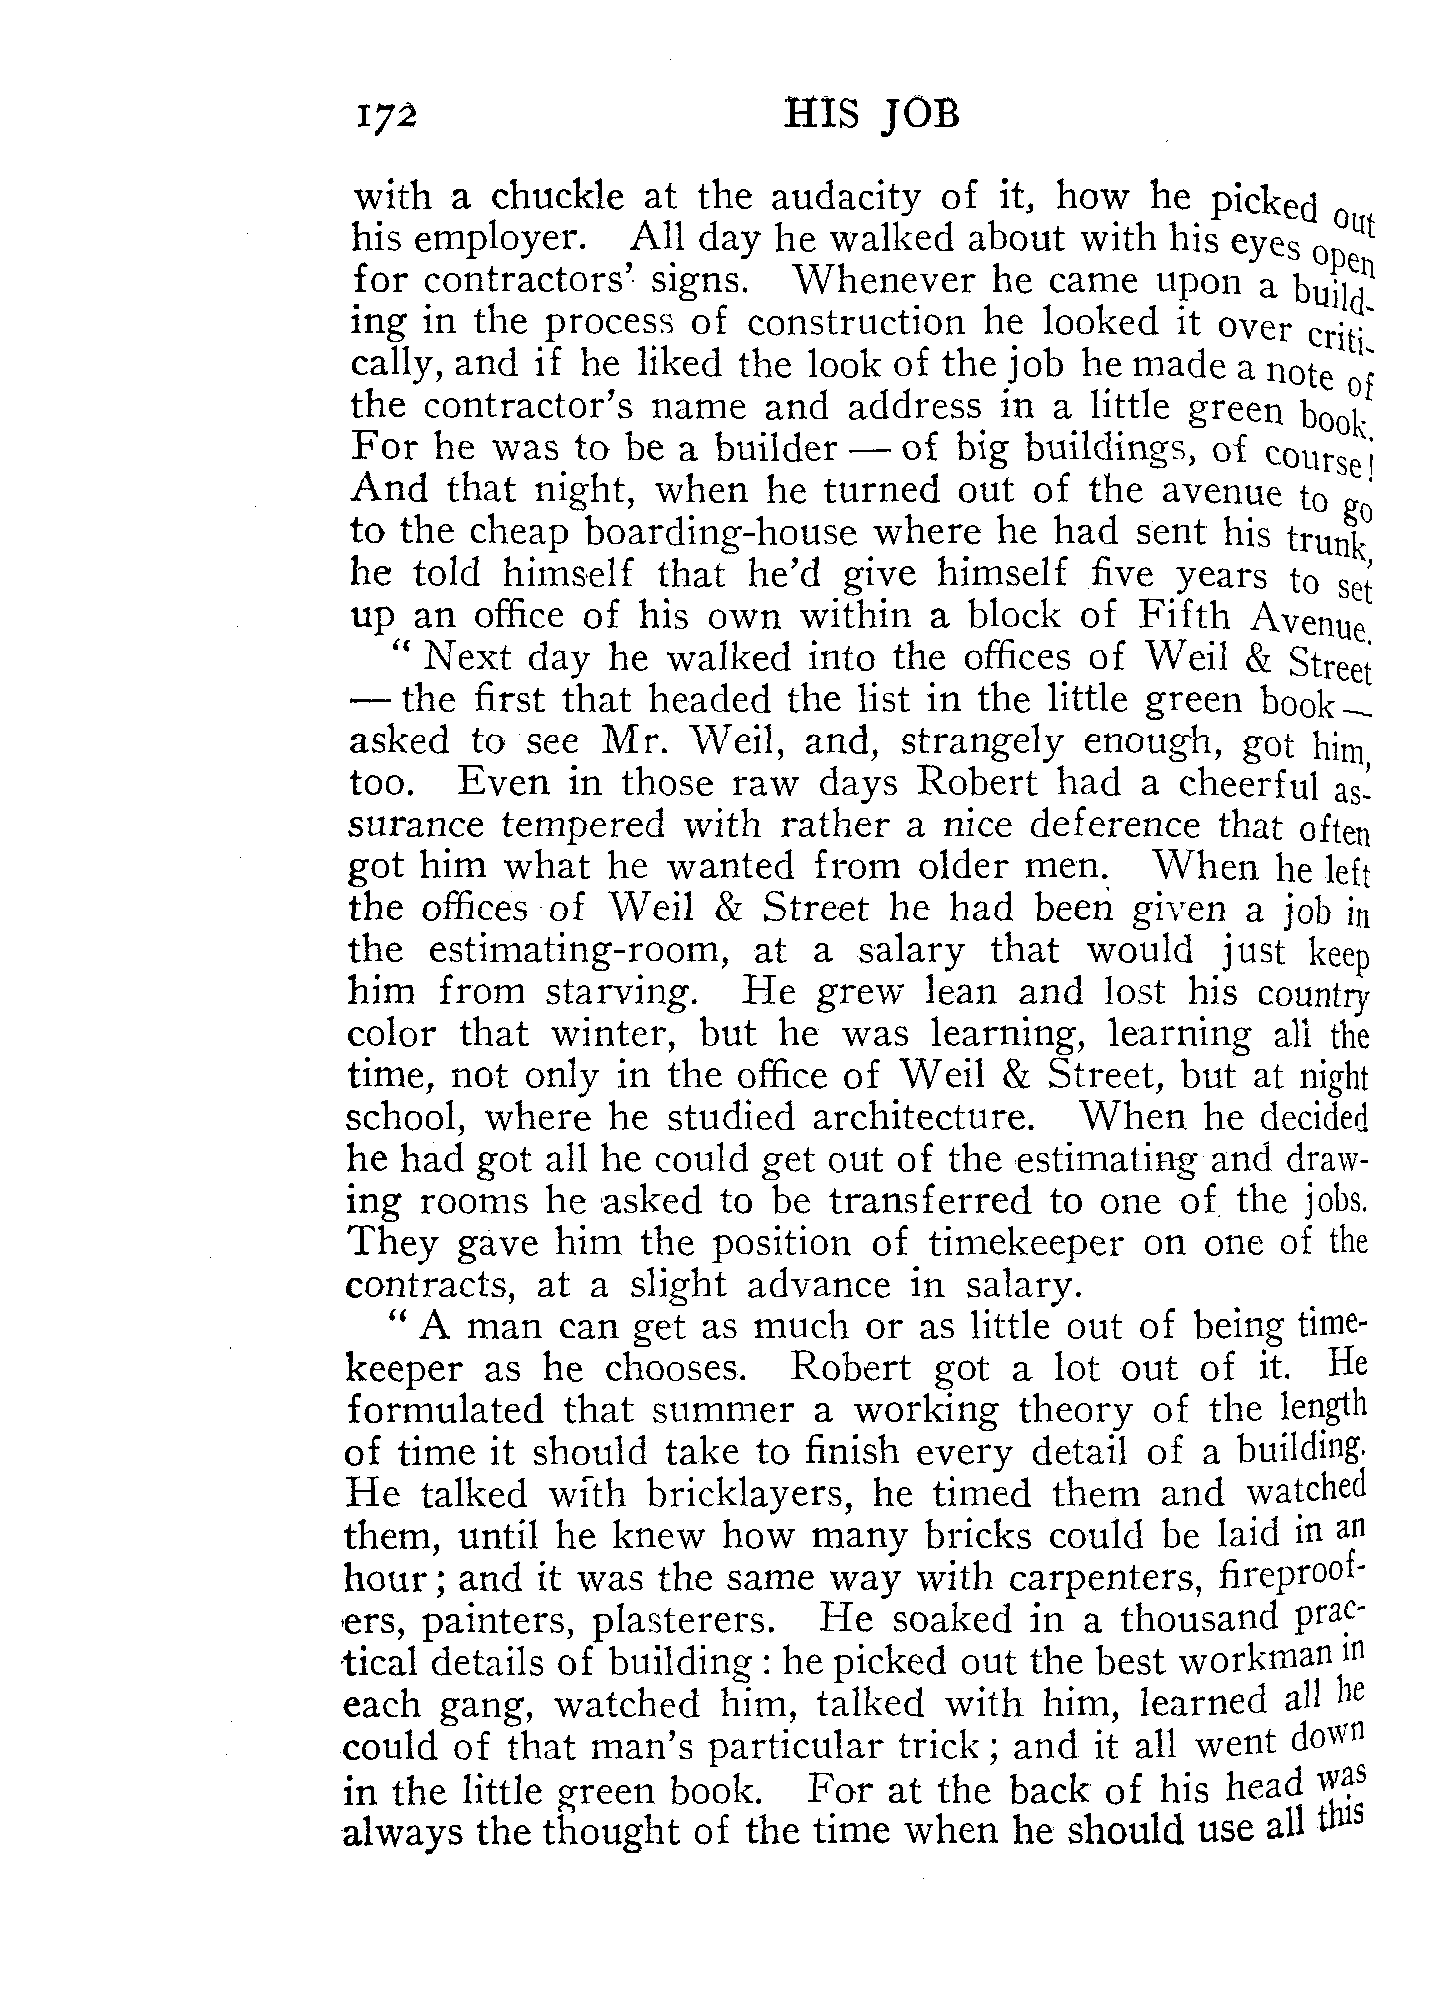 172 HIS JOB
with a chuckle at the audacity of it, how he picked out
his employer. All day he walked about with his eyes open
for contractors' signs. Whenever he came upon a build-
ing in the process of construction he looked it over criti-
cally, and if he liked the look of the job he made a note of
the contractor's name and address in a little green book.
For he was to be a builder — of big buildings, of course!
And that night, when he turned out of the avenue to go
to the cheap boarding-house where he had sent his trunk,
he told himself that he'd give himself five years to set
up an office of his own within a block of Fifth Avenue.
" Next day he walked into the offices of Weil & Street
— the first that headed the list in the little green book —
asked to see Mr. Weil, and, strangely enough, got him,
too. Even in those raw days Robert had a cheerful as-
surance tempered with rather a nice deference that often
got him what he wanted from older men. When he left
the offices of Weil & Street he had been given a job in
the estimating-room, at a salary that would just keep
him from starving. He grew lean and lost his country
color that winter, but he was learning, learning all the
time, not only in the office of Weil & Street, but at night
school, where he studied architecture. When he decided
he had got all he could get out of the estimating and draw-
ing rooms he asked to be transferred to one of the jobs.
They gave him the position of timekeeper on one of the
contracts, at a slight advance in salary.
" A man can get as much or as little out of being time-
keeper as he chooses. Robert got a lot out of it. He
formulated that summer a working theory of the length
of time it should take to finish every detail of a building.
He talked with bricklayers, he timed them and watched
them, until he knew how many bricks could be laid in an
hour; and it was the same way with carpenters, fireproof-
ers, painters, plasterers. He soaked in a thousand prac-
tical details of building: he picked out the best workman in
each gang, watched him, talked with him, learned all he
could of that man's particular trick; and it all went down
in the little green book. For at the back of his head was
always the thought of the time when he should use all this